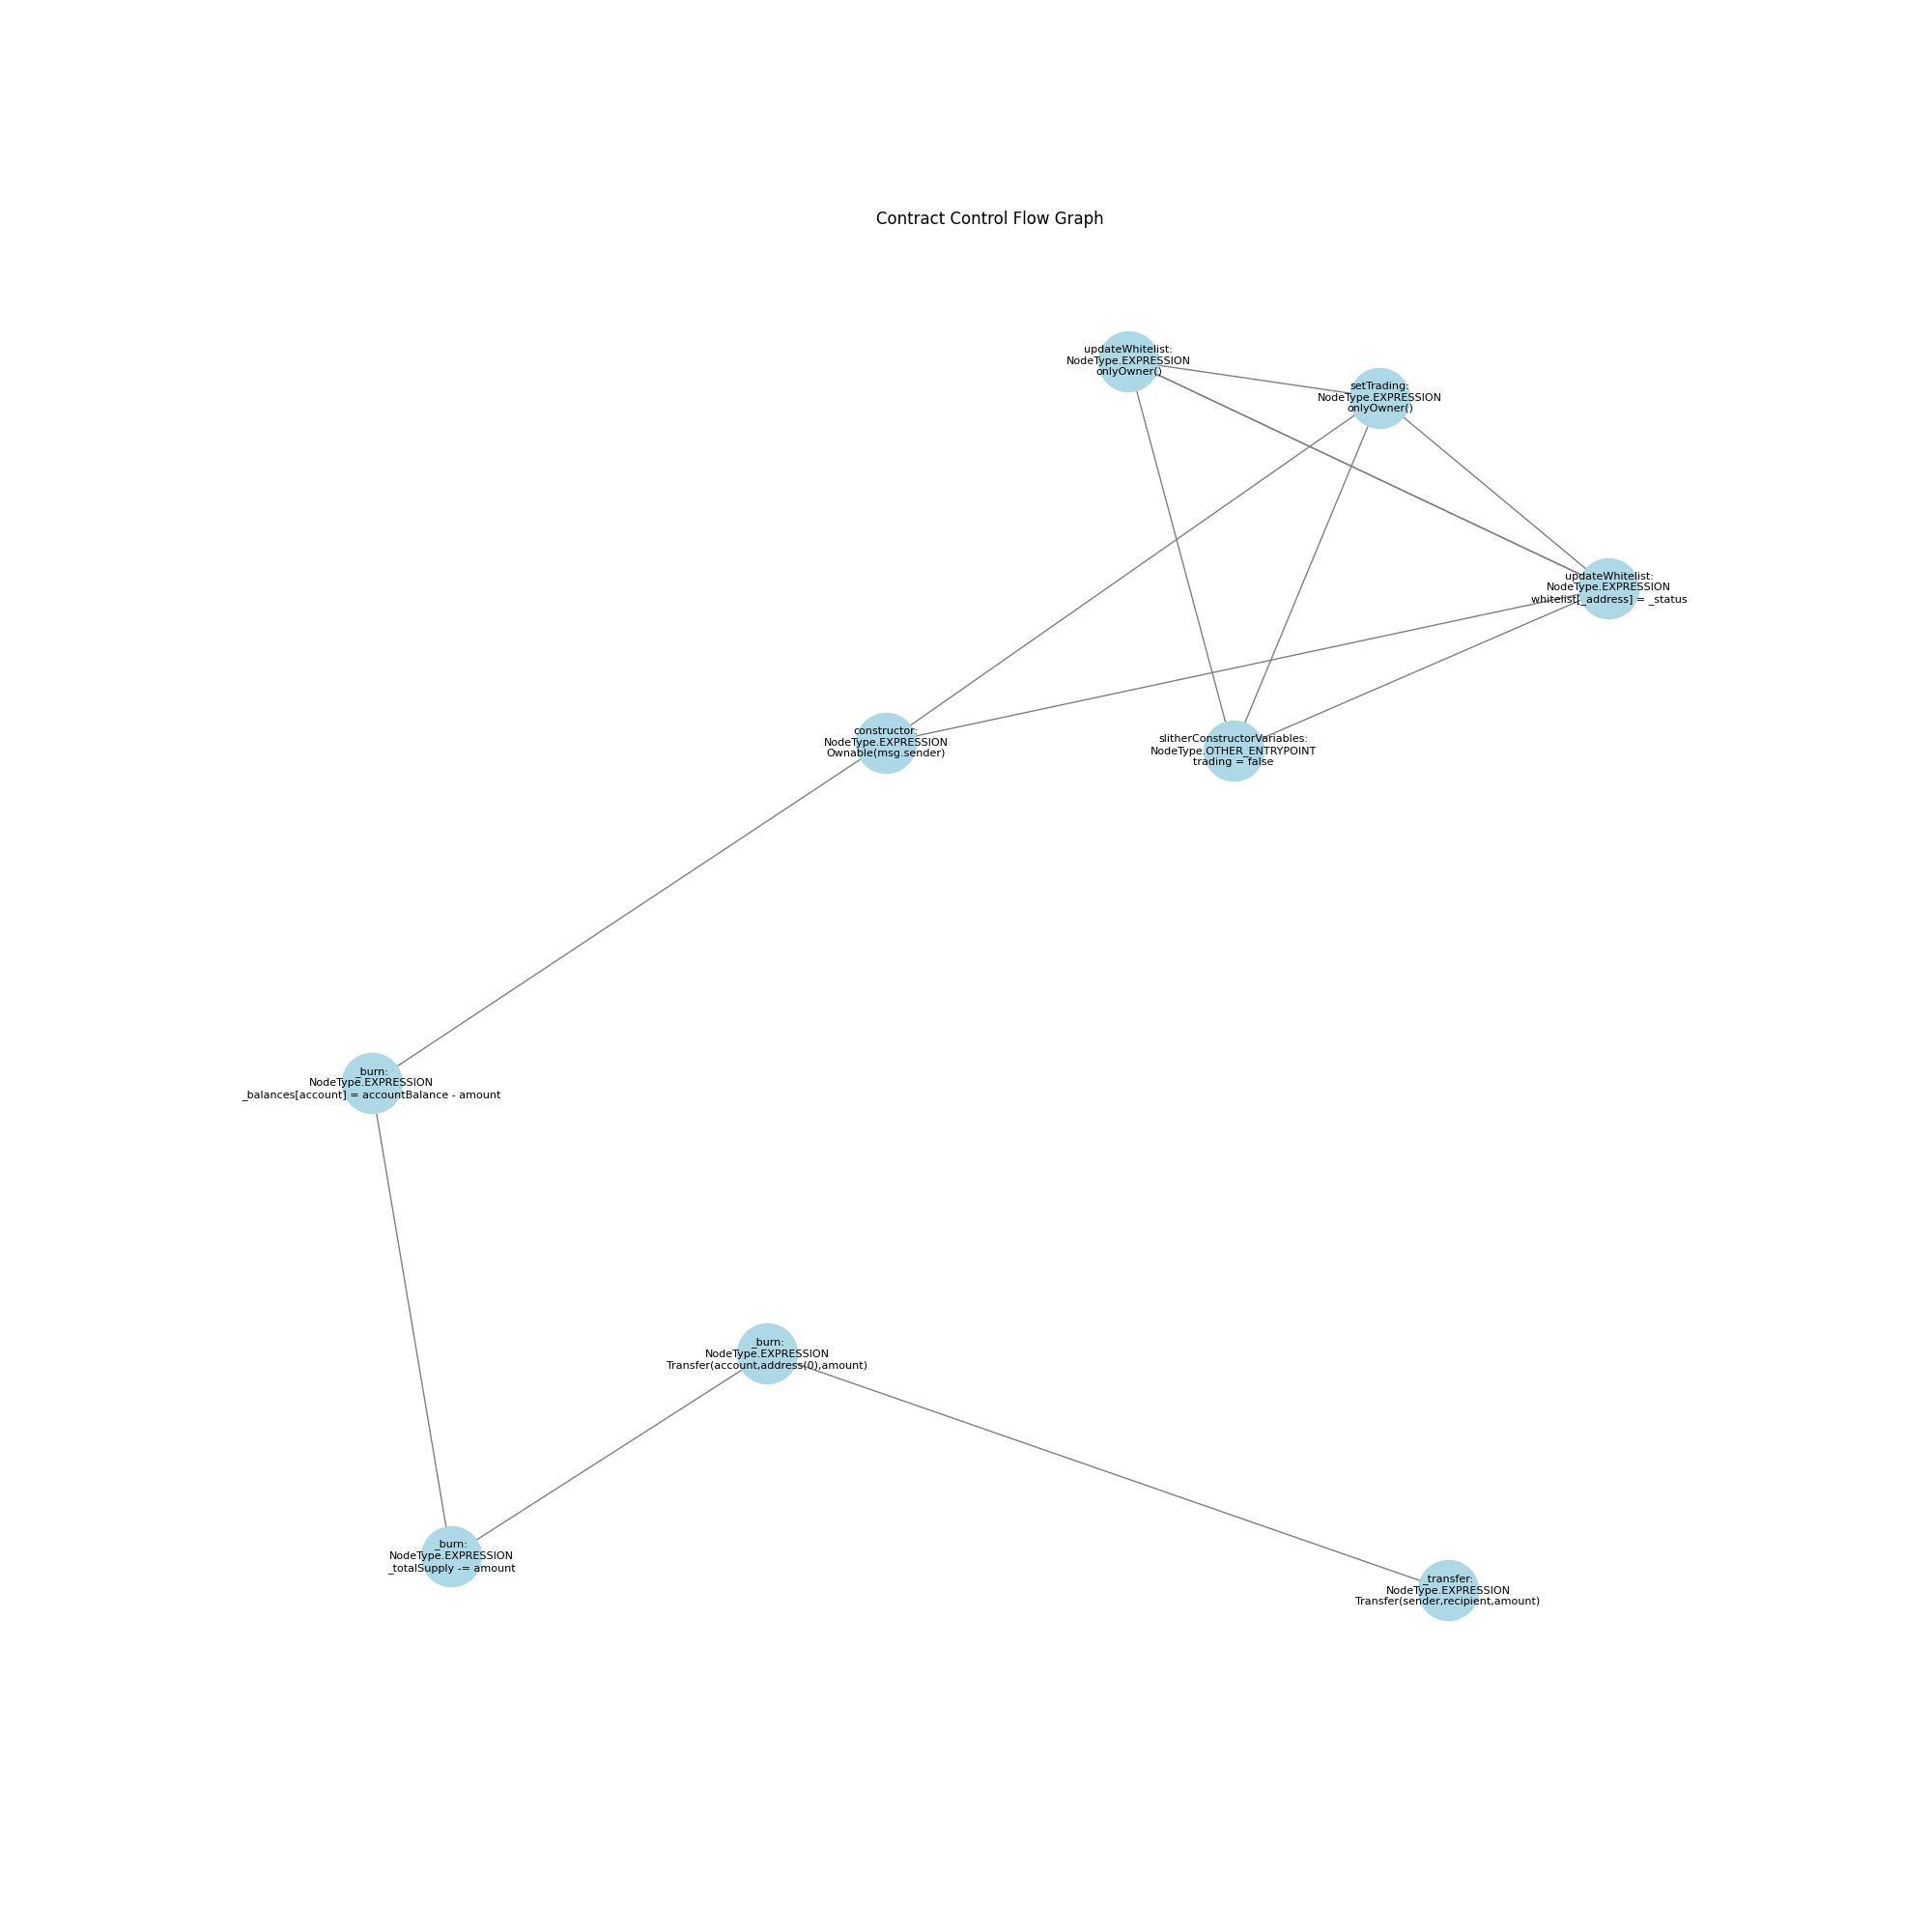 Contract Control Flow Graph
updateWhitelist:
NodeType.EXPRESSION
onlyOwner()
setTrading:
NodeType.EXPRESSION
onlyOwner()
updateWhitelist:
NodeType.EXPRESSION
whitelist[_address] = _status
constructor:
NodeType.EXPRESSION
Ownable(msg.sender)
slitherConstructorVariables:
NodeType.OTHER_ENTRYPOINT
trading = false
_burn:
NodeType.EXPRESSION
_balances[account] = accountBalance - amount
_burn:
NodeType.EXPRESSION
Transfer(account,address(0),amount)
_burn:
NodeType.EXPRESSION
_totalSupply -= amount
_transfer:
NodeType.EXPRESSION
Transfer(sender,recipient,amount)